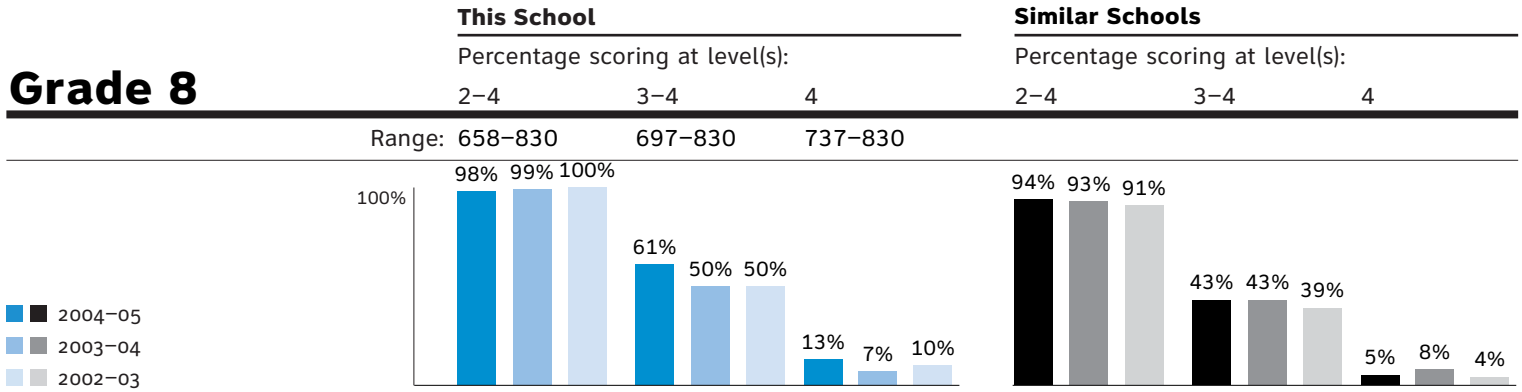 This School Similar Schools
Percentage scoring at level(s): Percentage scoring at level(s):
Grade 8 2–4 3–4 4 2–4 3–4 4
Range: 658–830 697–830 737–830
98% 99% 100% 94% 93% 91%
100%
61% 50% 50% 43% 43% 39%
13% 7% 10% 5% 8% 4%
2004–05
2003–04
2002–03